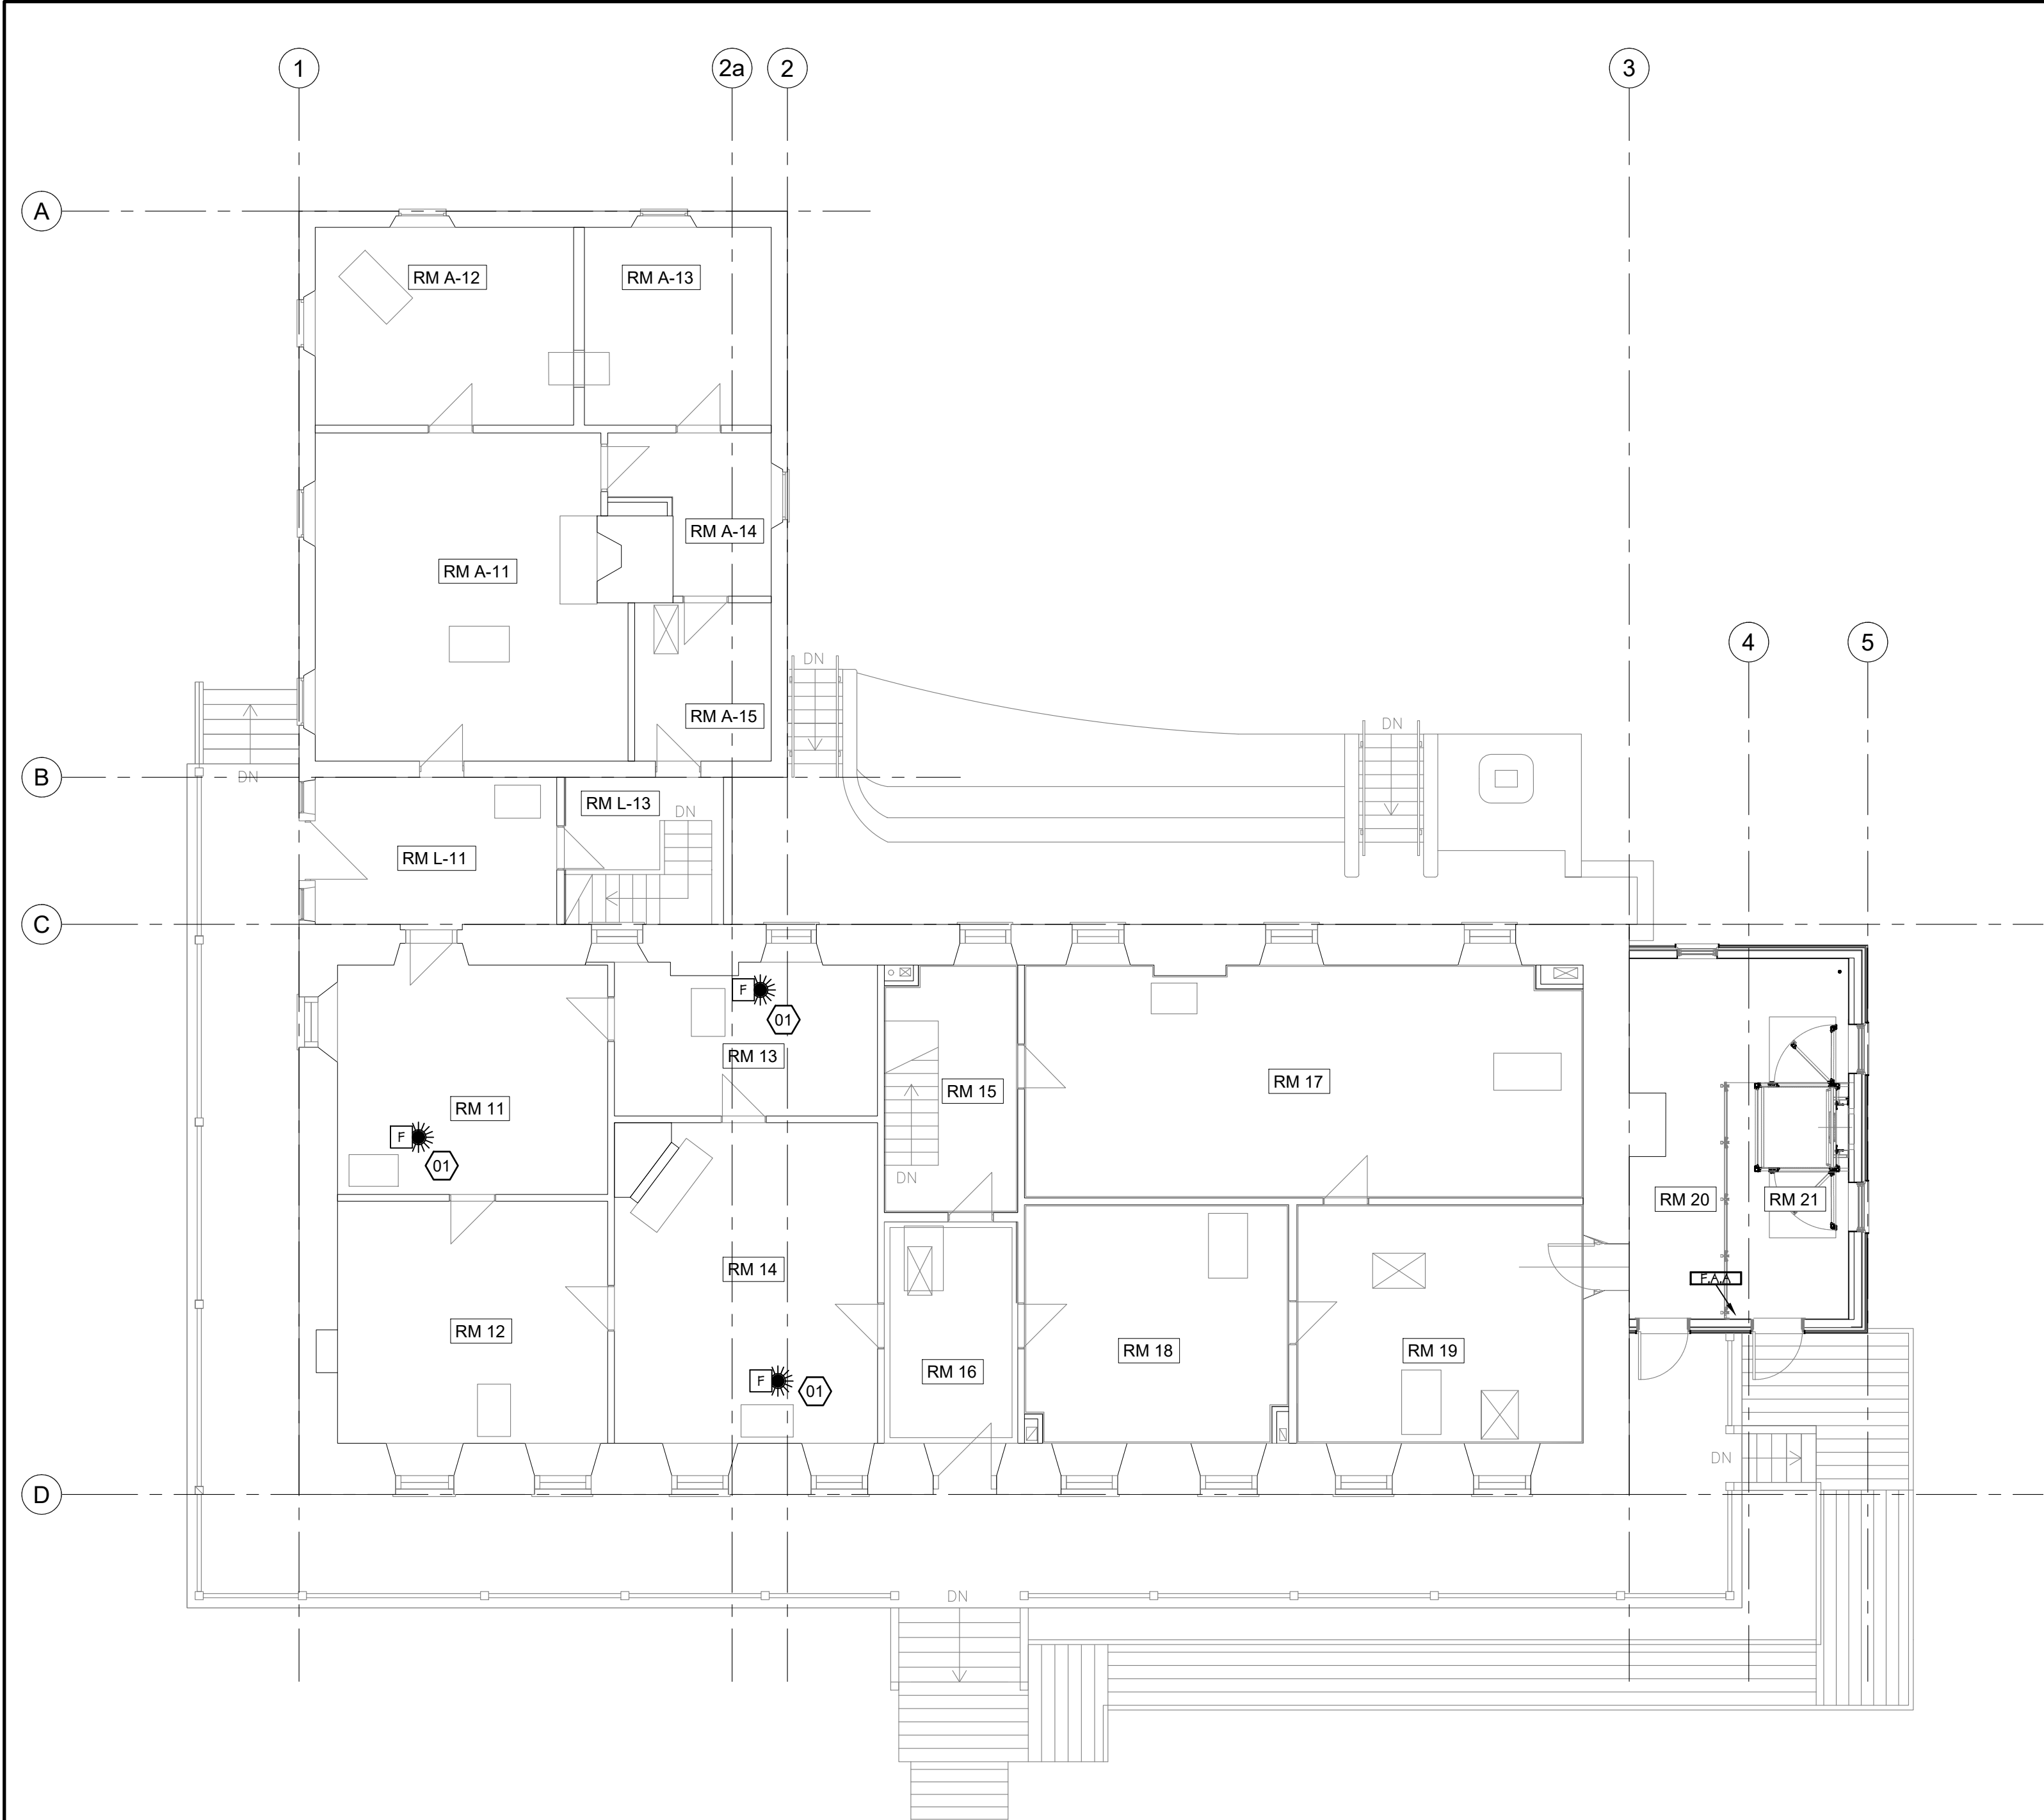 1
2a
2
3
A
RM A-12
RM A-13
RM A-14
RM A-11
4
5
DN
RM A-15
DN
B
DN
RM L-13
DN
RM L-11
C
F
01
RM 13
RM 17
RM 15
RM 11
F
01
DN
RM 20
RM 21
RM 14
F.A.A
RM 12
RM 18
RM 19
RM 16
F
01
DN
D
DN